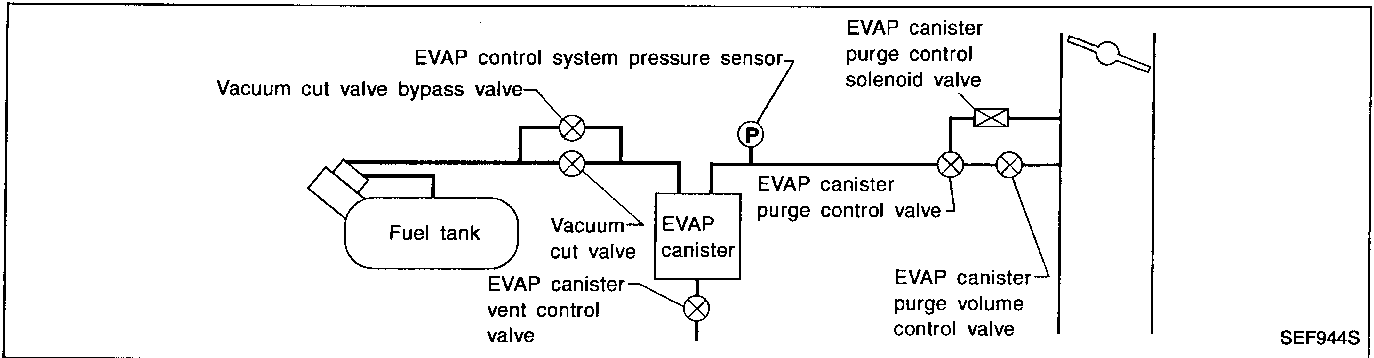 EVAP canister
purge control
solenoid valve
EVAP control system pressure sensor
Vacuum cut valve bypass valve
P
EVAP canister
purge control valve
Fuel tank
Vacuum
cut valve
EVAP
canister
EVAP canister
vent control
valve
EVAP canister
purge volume
control valve
SEF944S